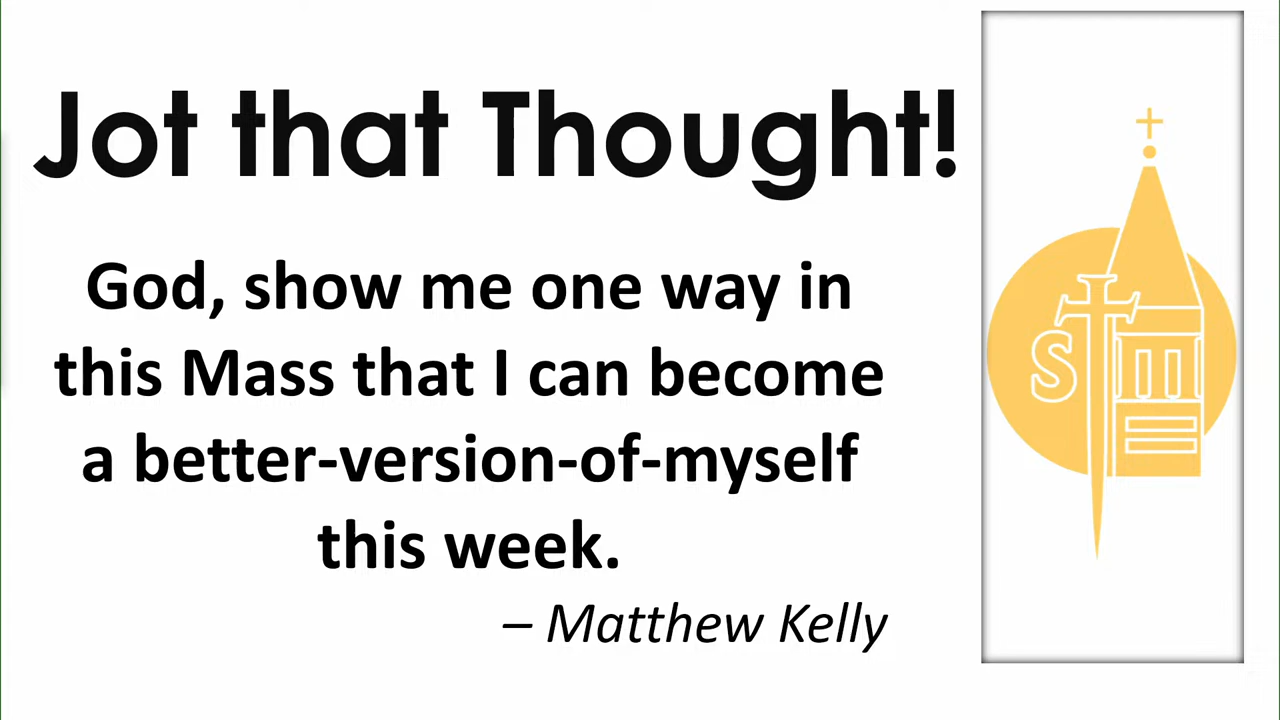 Jot that Thought!
God, show me one way in
this Mass that I can become
a better-version-of-myself
this week.
– Matthew Kelly
S